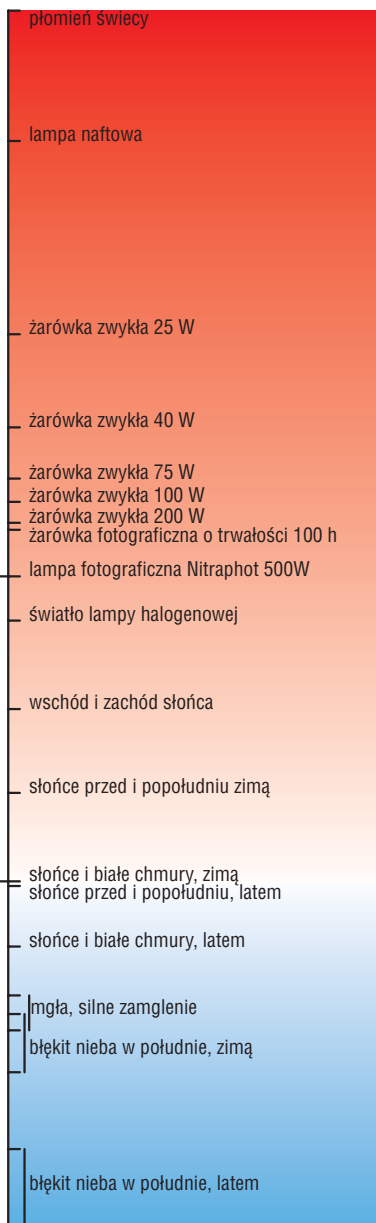 płomień świecy
lampa naftowa
żarówka zwykła 25 W
żarówka zwykła 40 W
żarówka zwykła 75 W
żarówka zwykła 100 W
żarówka zwykła 200 W
żarówka fotograficzna o trwałości 100 h
lampa fotograficzna Nitraphot 500W
światło lampy halogenowej
wschód i zachód słońca
słońce przed i popołudniu zimą
słońce i białe chmury, zimą
słońce przed i popołudniu, latem
słońce i białe chmury, latem
mgła, silne zamglenie
błękit nieba w południe, zimą
błękit nieba w południe, latem